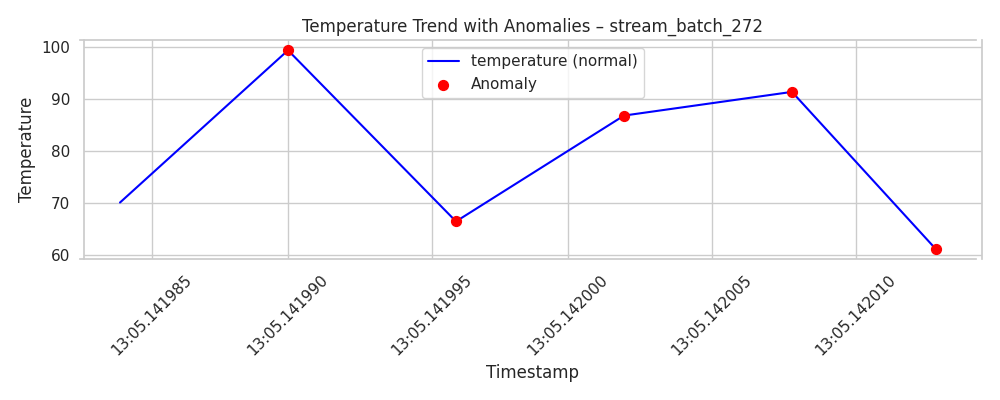 Temperature Trend with Anomalies – stream_batch_272
temperature (normal)
Anomaly
Temperature
100
90
80
70
60
13:05.141985
13:05.141990
13:05.141995
13:05.142000
13:05.142005
13:05.142010
Timestamp